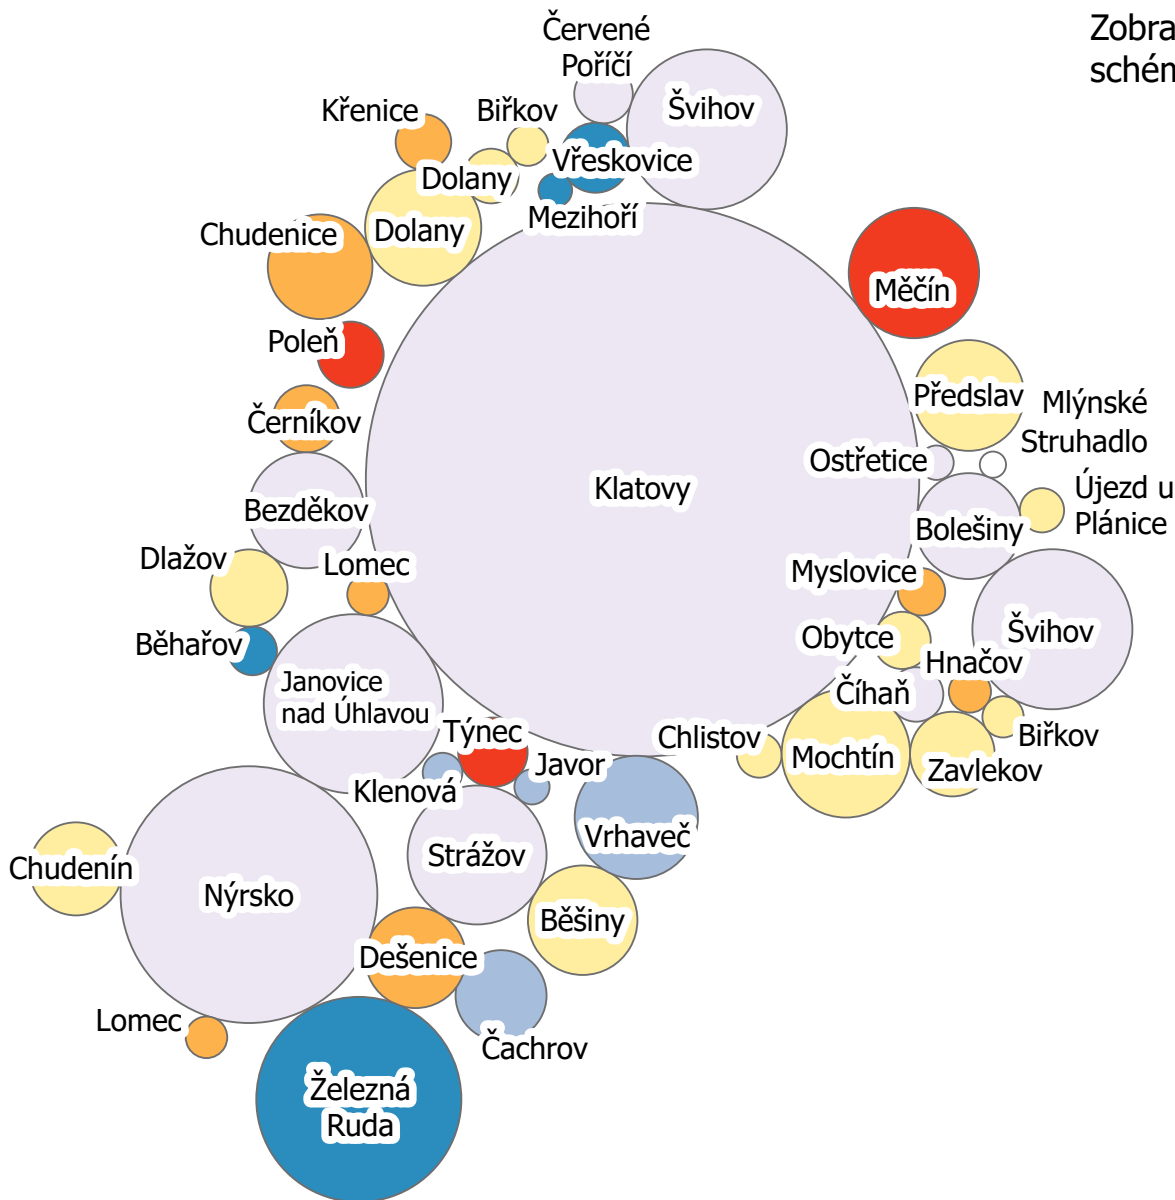 Zobra
schém
Červené
Poříčí
Švihov
Křenice
Biřkov
Vřeskovice
Dolany
Mezihoří
Chudenice
Dolany
Měčín
Poleň
Předslav
Mlýnské
Struhadlo
Černíkov
Ostřetice
Klatovy
Újezd u
Plánice
Bezděkov
Bolešiny
Dlažov
Lomec
Myslovice
Běhařov
Obytce
Švihov
Hnačov
Janovice
nad Úhlavou
Číhaň
Týnec
Chlistov
Biřkov
Javor
Mochtín
Zavlekov
Klenová
Vrhaveč
Strážov
Chudenín
Nýrsko
Běšiny
Dešenice
Lomec
Čachrov
Železná
Ruda